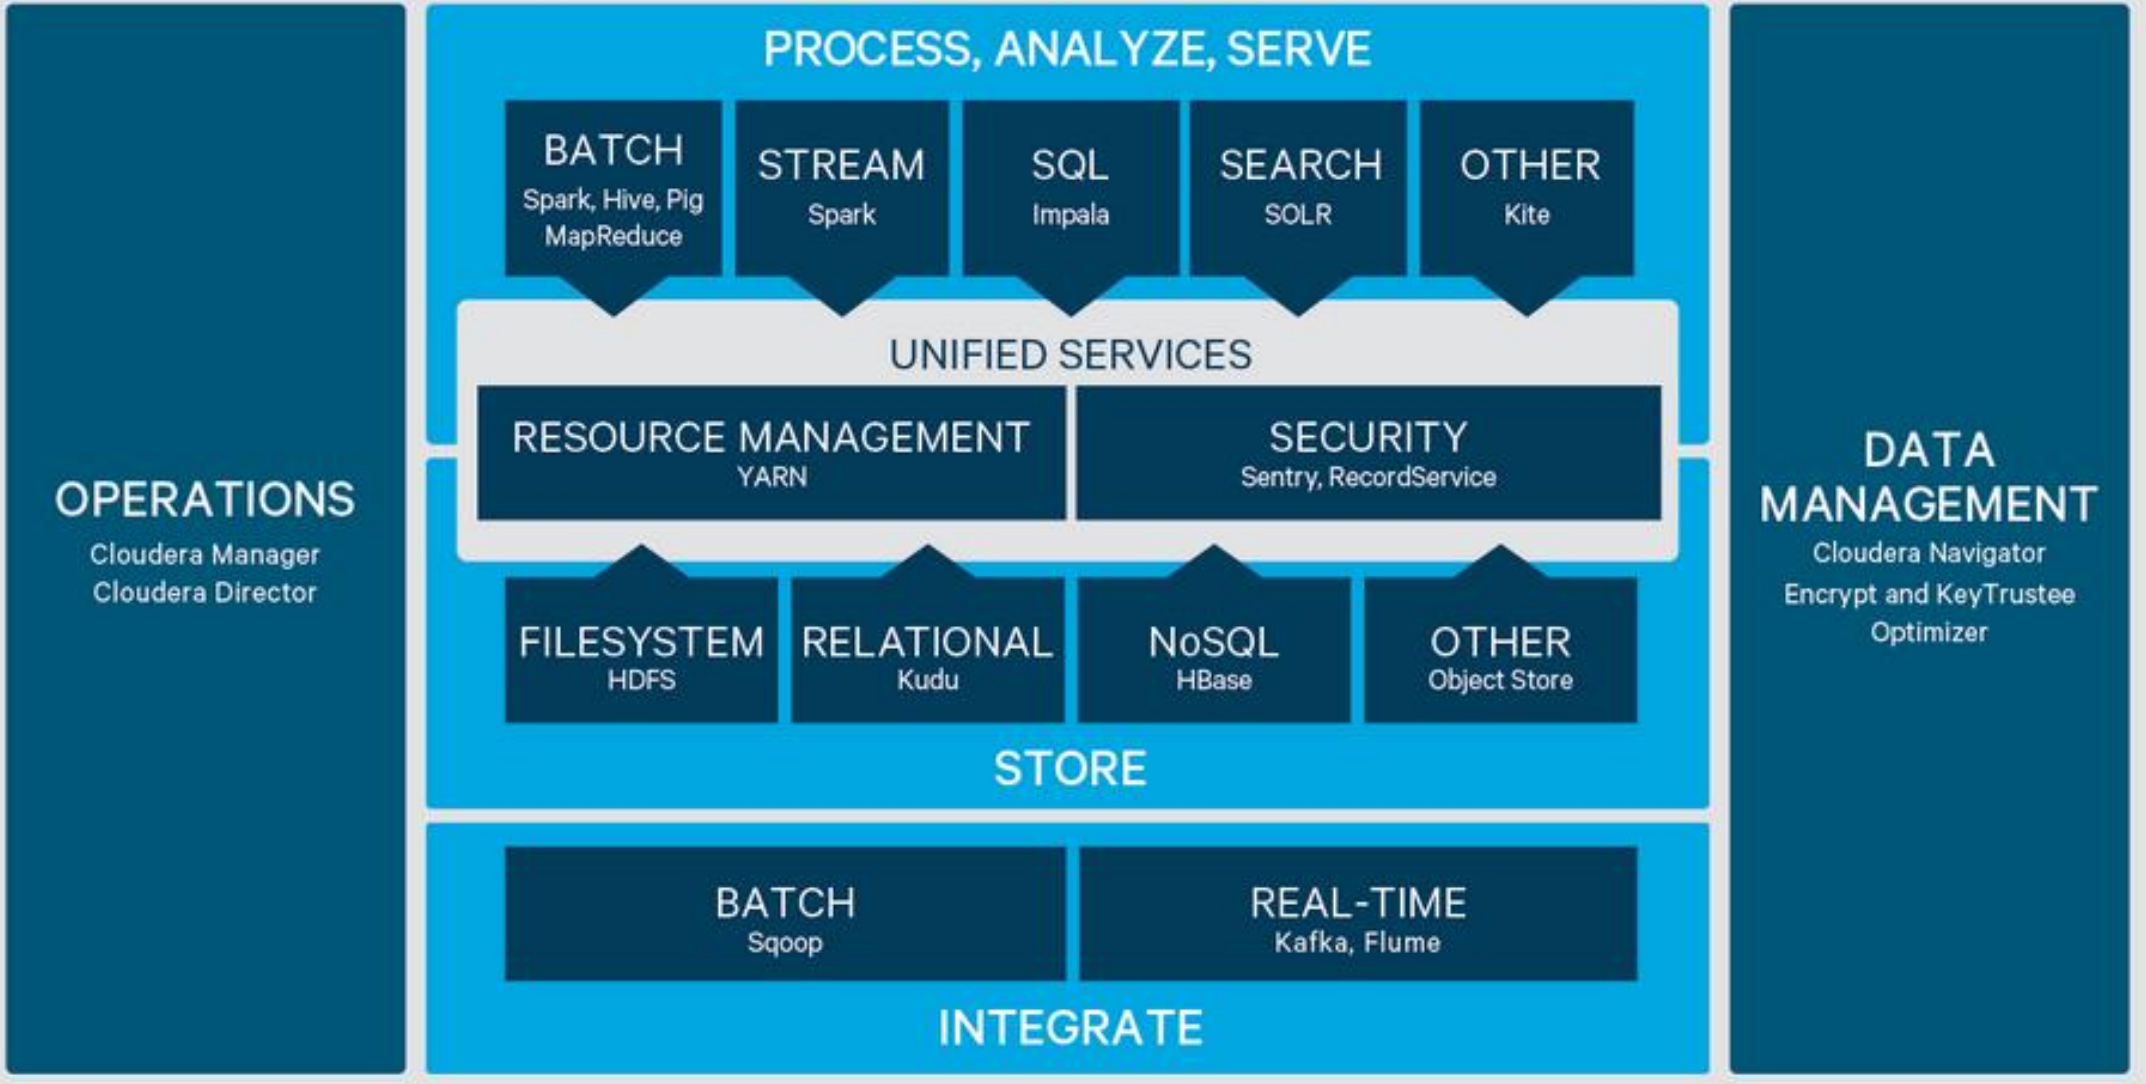 PROCESS, ANALYZE, SERVE
BATCH
Spark, Hive, Pig
MapReduce
STREAM
Spark
SQL
Impala
SEARCH
SOLR
OTHER
Kite
UNIFIED SERVICES
RESOURCE MANAGEMENT
YARN
SECURITY
Sentry, RecordService
OPERATIONS
Cloudera Manager
Cloudera Director
DATA
MANAGEMENT
Cloudera Navigator
Encrypt and KeyTrustee
Optimizer
FILESYSTEM
HDFS
RELATIONAL
Kudu
NoSQL
HBase
OTHER
Object Store
STORE
BATCH
Sqoop
REAL-TIME
Kafka, Flume
INTEGRATE